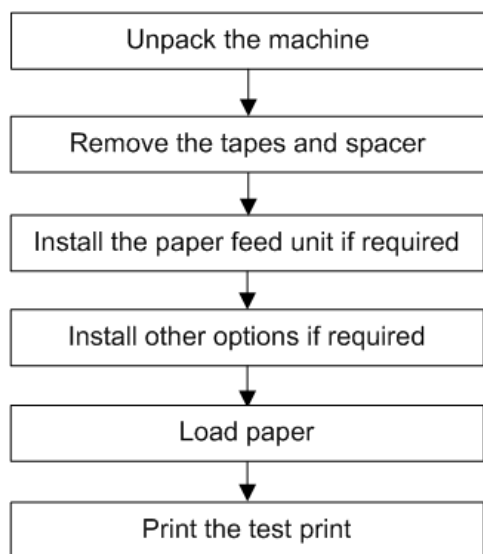 Unpack the machine
Remove the tapes and spacer
Install the paper feed unit if required
Install other options if required
Load paper
Print the test print